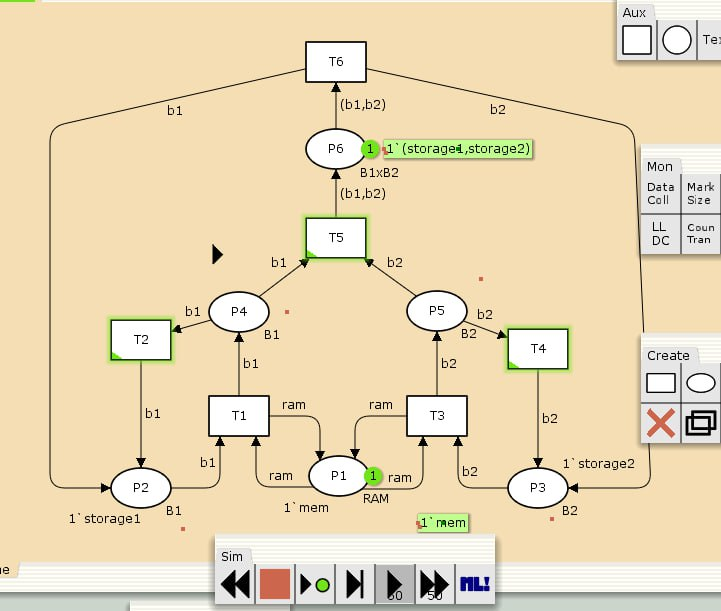 Aux
Tex
T6
b1
b2
(b1,b2)
P6
1
1`(storage1,storage2)
B1xB2
(b1,b2)
Mon
Data
Coll
Mark
Size
LL
DC
Coun
Tran
T5
b1
b2
P4
B1
P5
B2
b1
b2
T2
T4
b1
b2
Create
T1
ram
ram
T3
b1
b2
b1
ram
P1
1
ram
b2
1`storage2
P2
B1
RAM
P3
B2
1`storage1
1`mem
1`mem
Sim
50
50
ML!